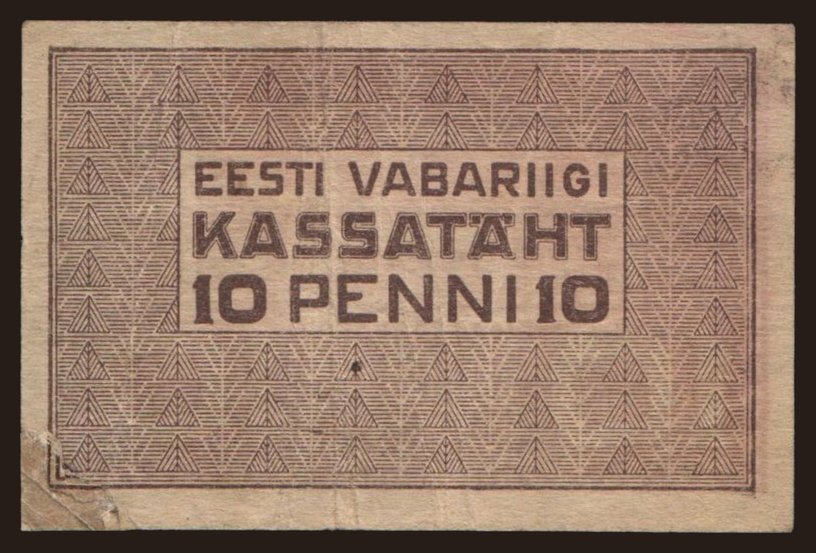 EESTI VABARIIGI
KASSATÄHT
10 PENNI 10